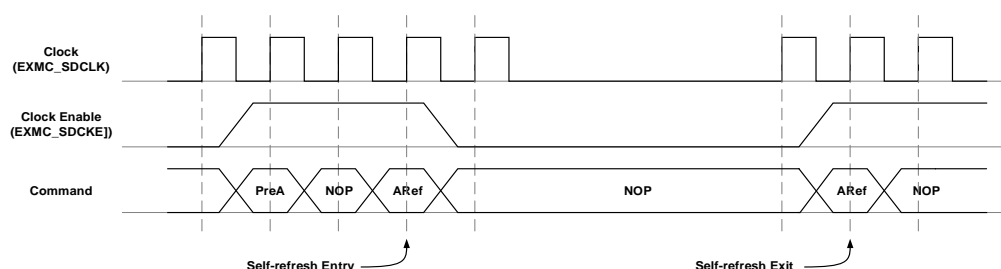 Clock
(EXMC_SDCLK)
Clock Enable
(EXMC_SDCKE])
Command
PreA
NOP
ARef
NOP
ARef
NOP
Self-refresh Entry
Self-refresh Exit